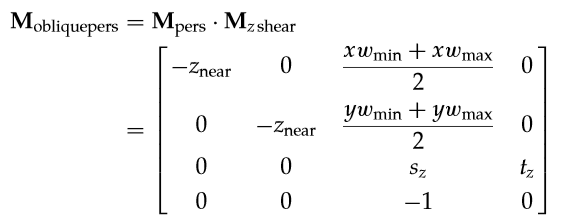 M_obliquepers = M_pers · M_z shear
= [ −z_near 0 (xw_min + xw_max)/2 0
0 −z_near (yw_min + yw_max)/2 0
0 0 s_z t_z
0 0 −1 0 ]